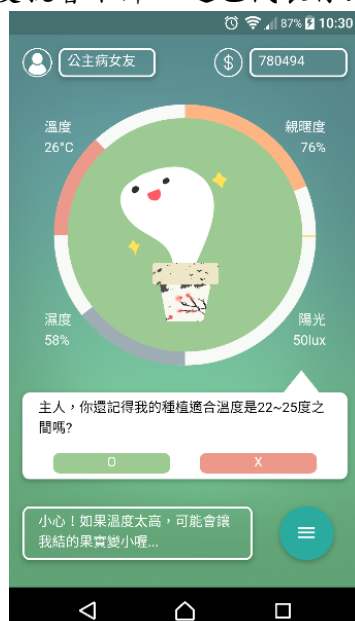 87% 10:30
公主病女友
$ 780494
溫度
26°C
親曖度
76%
濕度
58%
陽光
50lux
主人，你還記得我的種植適合溫度是22~25度之
間嗎?
O
X
小心！如果溫度太高，可能會讓
我結的果實變小喔...